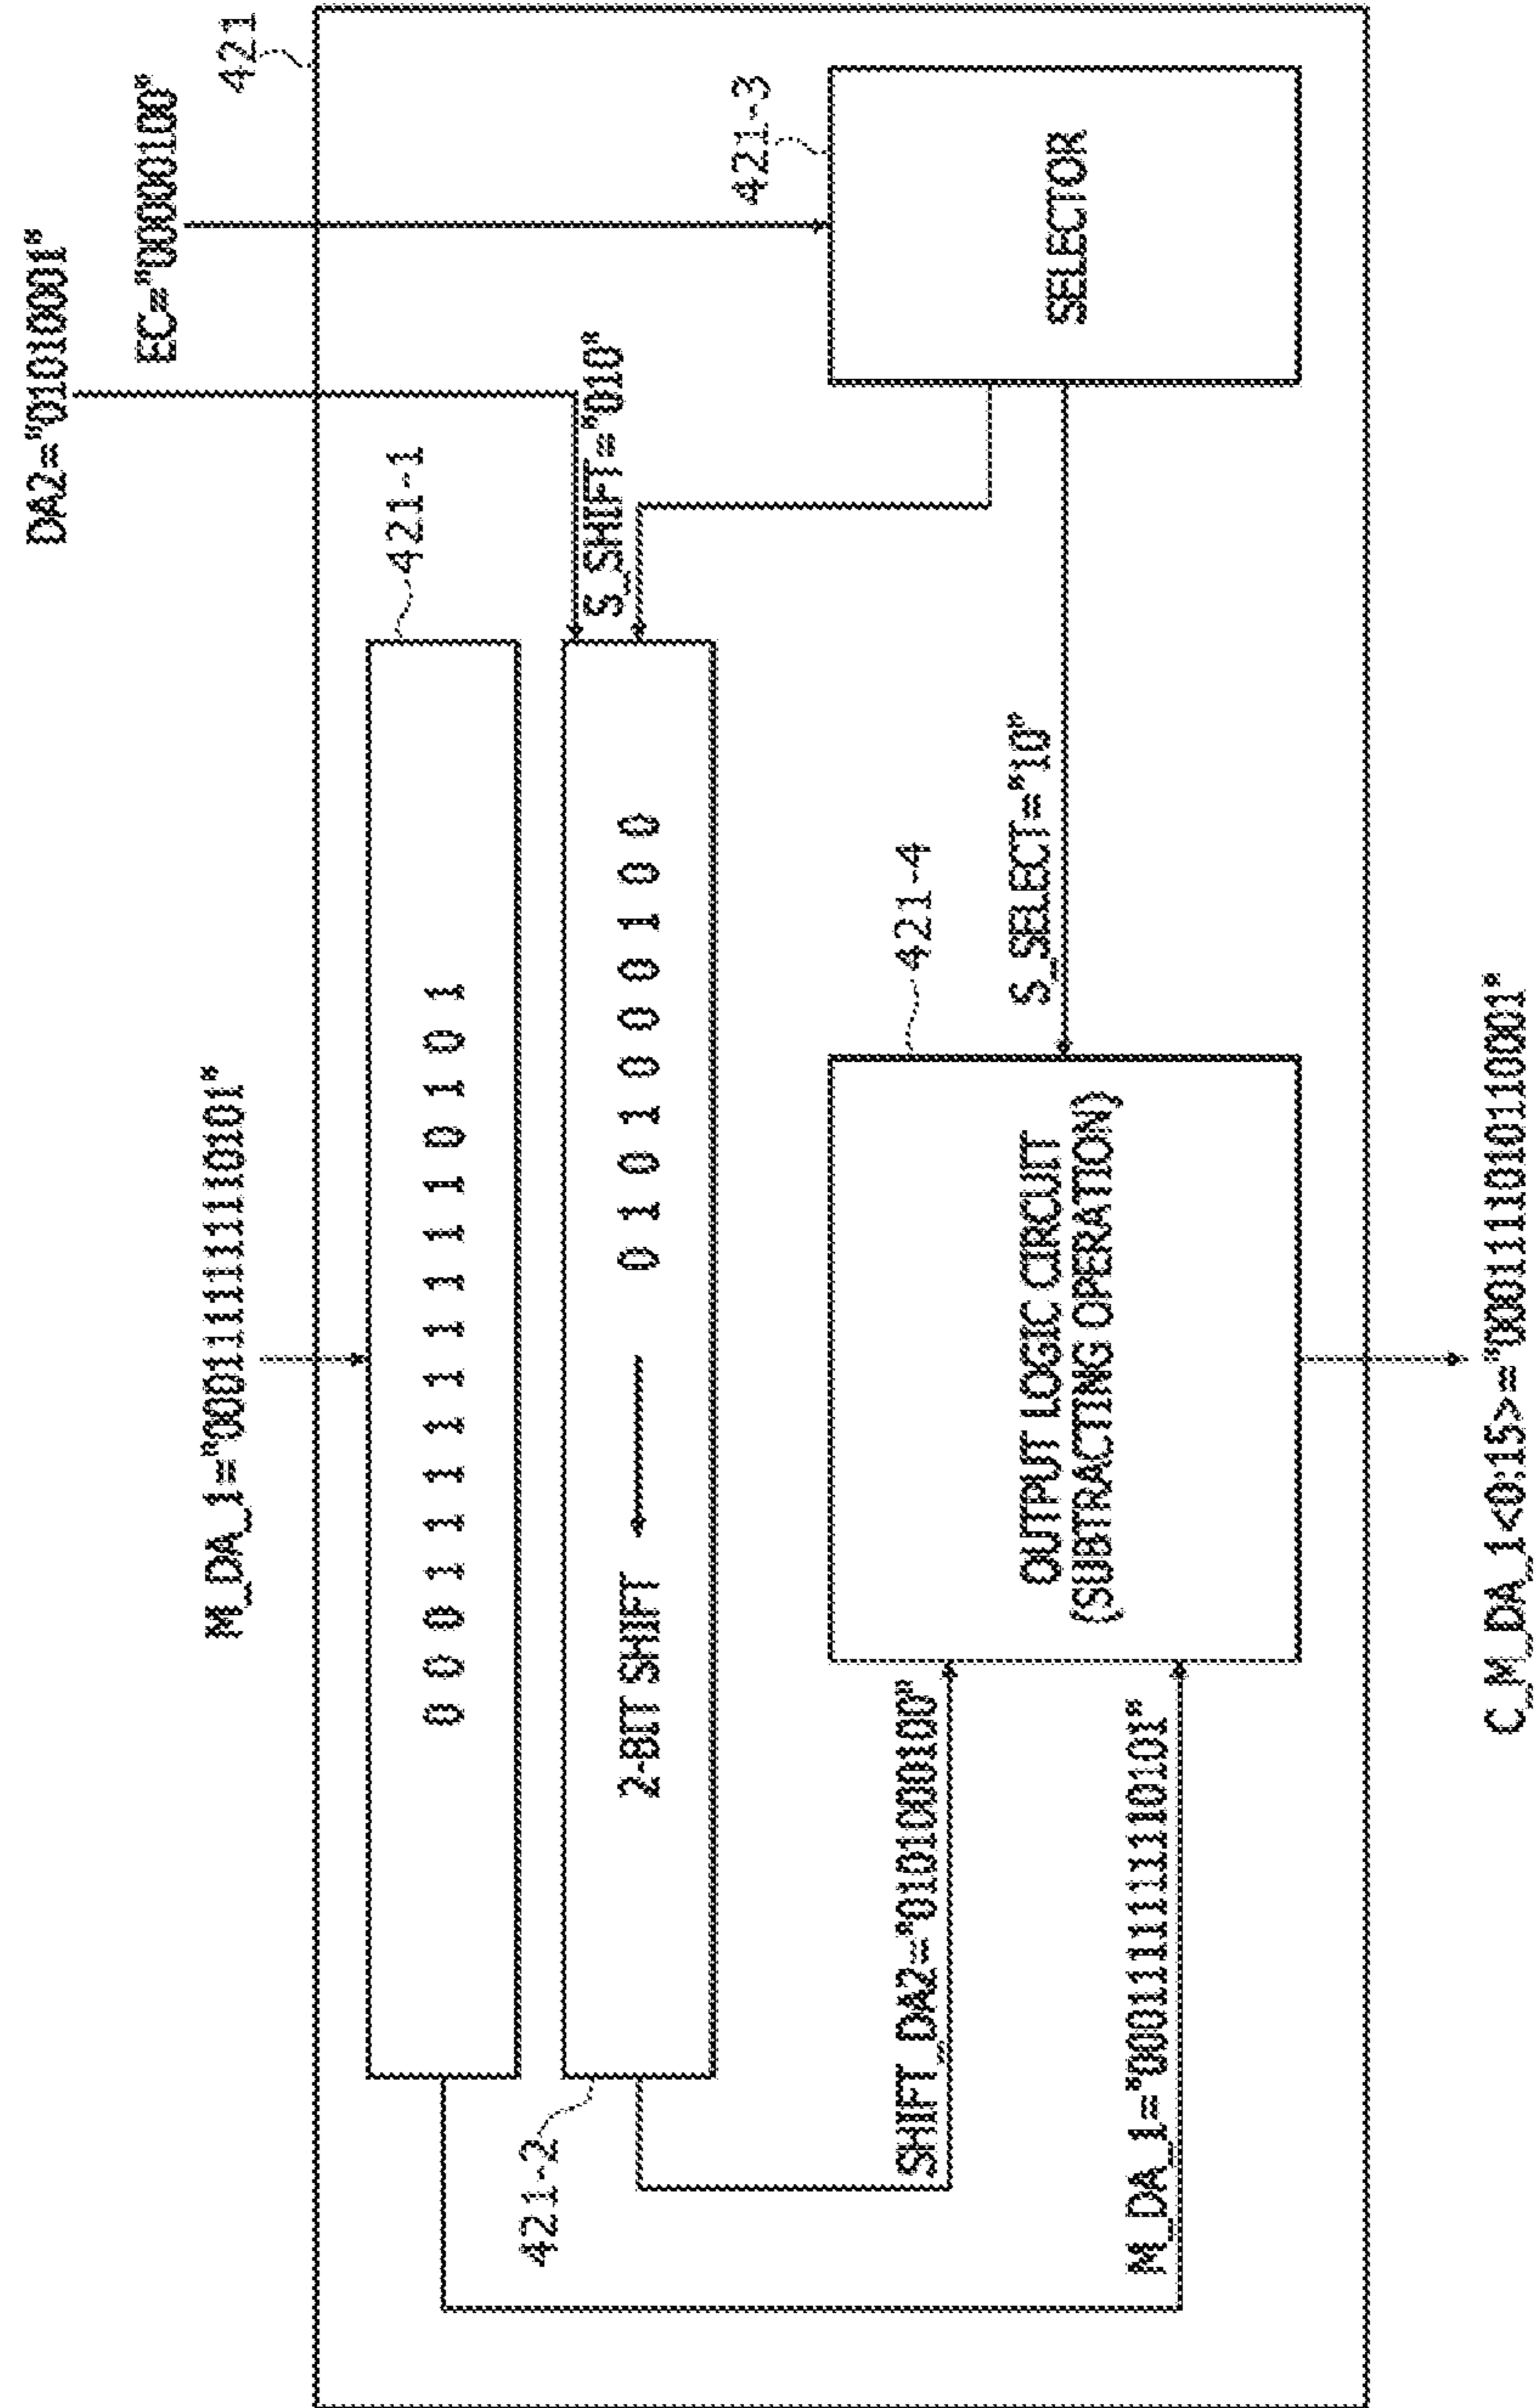 DA2="01010001"
EC="0000100"
421
M_DA_1="0001111111110101"
421-1
0 0 0 1 1 1 1 1 1 1 1 1 0 1 0 1
S_SHIFT="010"
421-2
2-BIT SHIFT
0 1 0 1 0 0 0 1 0 0
421-3
SELECTOR
SHIFT_DA2="0101000100"
421-4
S_SELECT="10"
OUTPUT LOGIC CIRCUIT
(SUBTRACTING OPERATION)
M_DA_1="0001111111110101"
C_M_DA_1<0:15>="0001111010110001"